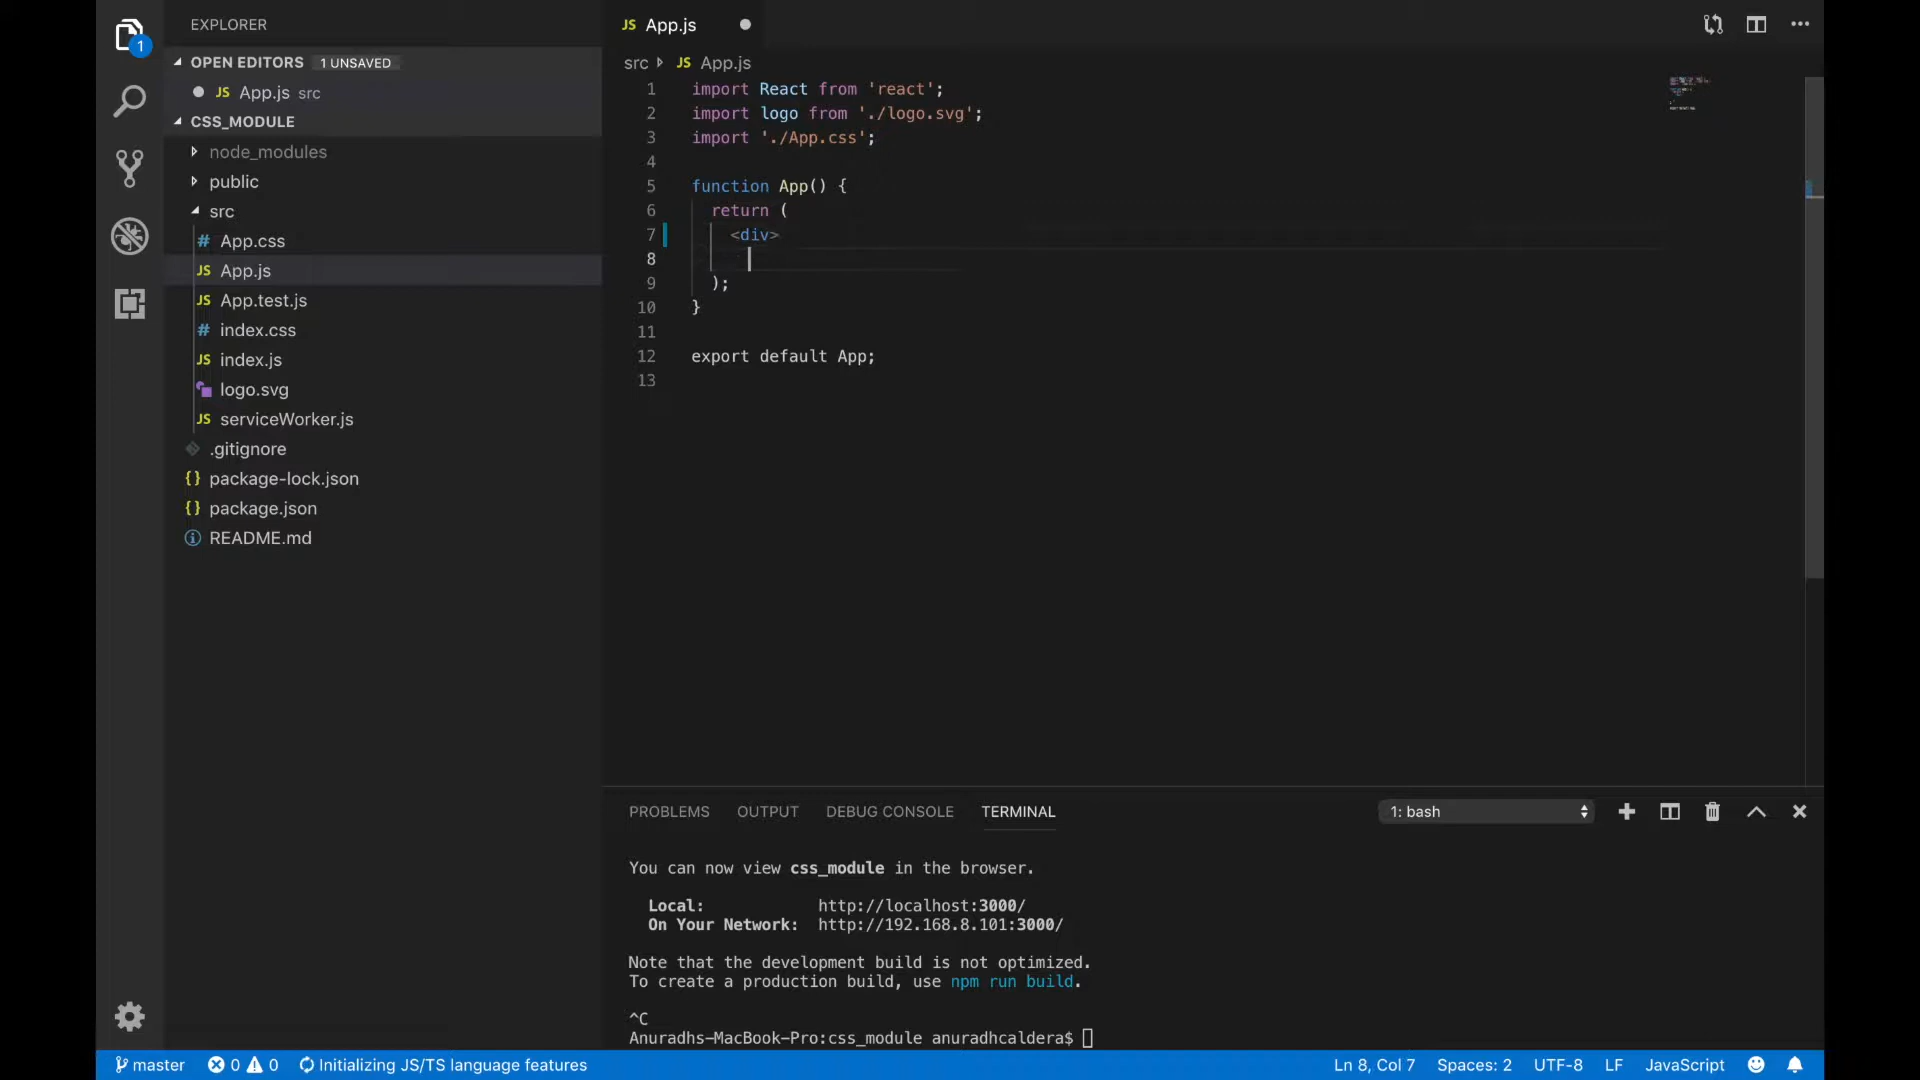 EXPLORER
OPEN EDITORS 1 UNSAVED
JS App.js src
CSS_MODULE
node_modules
public
src
# App.css
JS App.js
JS App.test.js
# index.css
JS index.js
logo.svg
JS serviceWorker.js
.gitignore
{} package-lock.json
{} package.json
README.md
1
JS App.js
src JS App.js
1 import React from 'react';
2 import logo from './logo.svg';
3 import './App.css';
4
5 function App() {
6 return (
7 <div>
8
9 );
10 }
11
12 export default App;
13
PROBLEMS OUTPUT DEBUG CONSOLE TERMINAL 1: bash
You can now view css_module in the browser.
Local: http://localhost:3000/
On Your Network: http://192.168.8.101:3000/
Note that the development build is not optimized.
To create a production build, use npm run build.
^C
Anuradhs-MacBook-Pro:css_module anuradhcaldera$
master 0 0 Initializing JS/TS language features Ln 8, Col 7 Spaces: 2 UTF-8 LF JavaScript